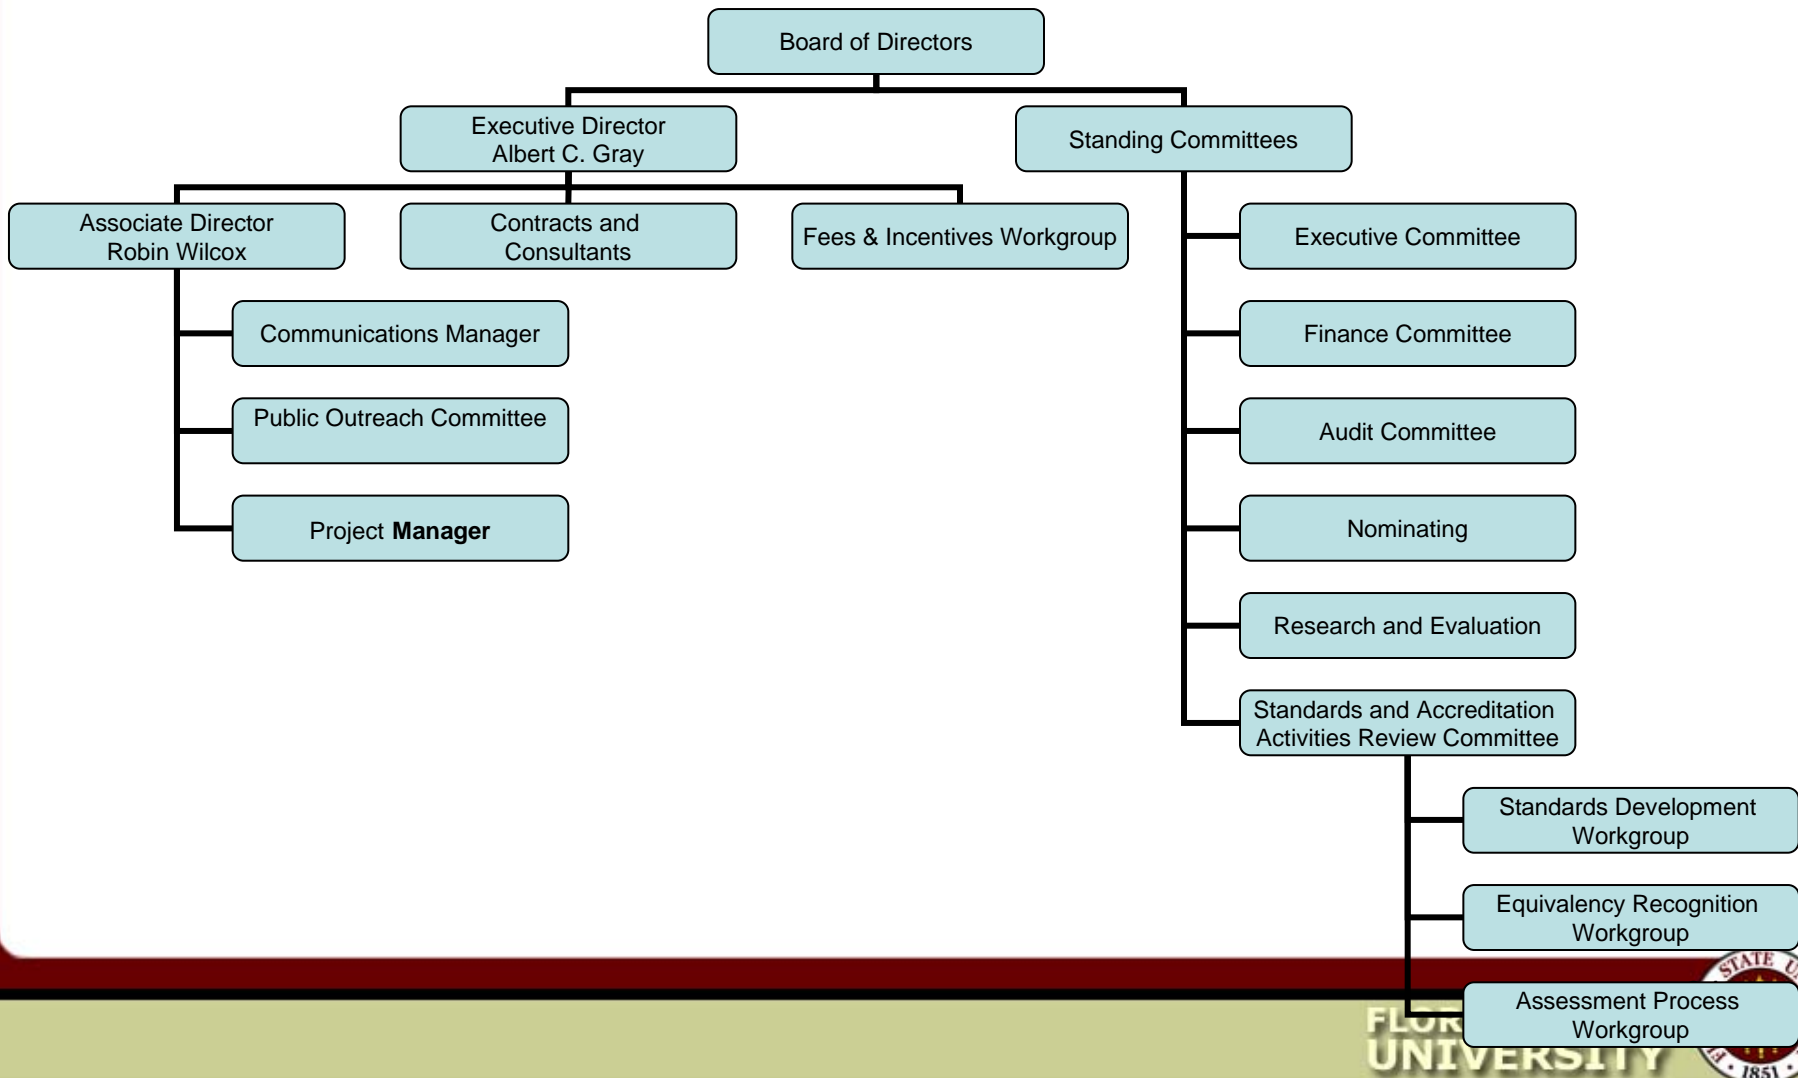 Board of Directors
Executive Director
Albert C. Gray
Standing Committees
Associate Director
Robin Wilcox
Contracts and
Consultants
Fees & Incentives Workgroup
Executive Committee
Communications Manager
Finance Committee
Public Outreach Committee
Audit Committee
Project Manager
Nominating
Research and Evaluation
Standards and Accreditation
Activities Review Committee
Standards Development
Workgroup
Equivalency Recognition
Workgroup
STATE
Assessment Process
Workgroup
UNIVERSITY
1851